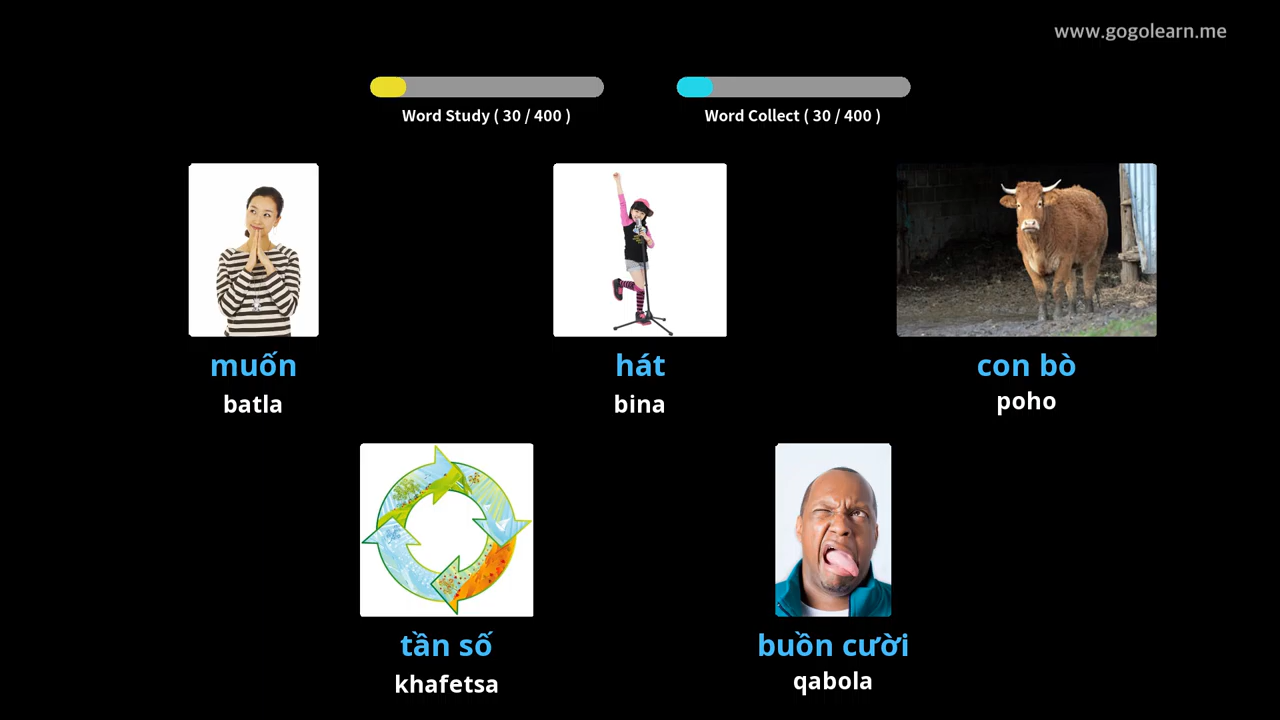 www.gogolearn.me
Word Study ( 30 / 400 )
Word Collect ( 30 / 400 )
muốn
batla
hát
bina
con bò
poho
tần số
khafetsa
buồn cười
qabola